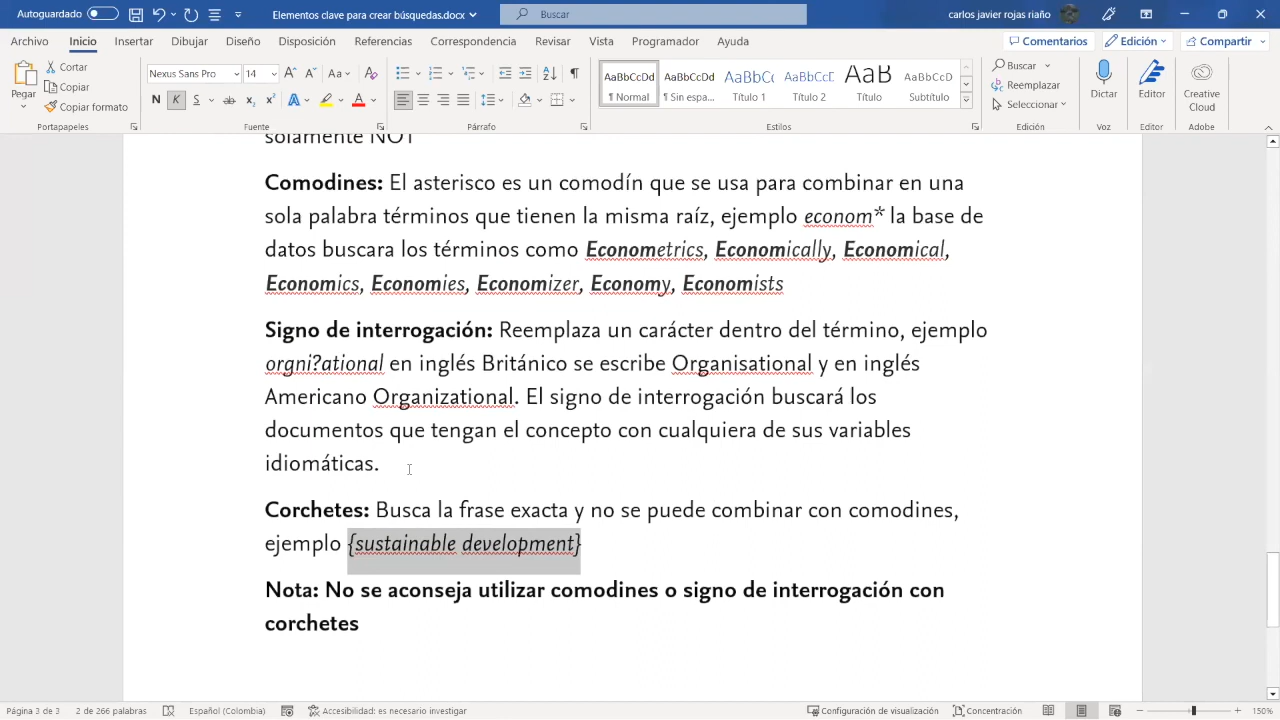 Autoguardado
Elementos clave para crear búsquedas.docx
Buscar
carlos javier rojas riaño
Archivo Inicio Insertar Dibujar Diseño Disposición Referencias Correspondencia Revisar Vista Programador Ayuda
Comentarios Edición Compartir
Pegar
Cortar
Copiar
Copiar formato
Portapapeles
Nexus Sans Pro 14
N K S ab x₂ x² A A
Fuente
Párrafo
AaBbCcDd AaBbCcDd AaBbCc AaBbCcE AaB AaBbCcD
¶ Normal ¶ Sin espa... Título 1 Título 2 Título Subtítulo
Estilos
Buscar
Reemplazar
Seleccionar
Edición
Dictar
Voz
Editor
Editor
Creative
Cloud
Adobe
solamente NOT
Comodines: El asterisco es un comodín que se usa para combinar en una
sola palabra términos que tienen la misma raíz, ejemplo econom* la base de
datos buscara los términos como Econometrics, Economically, Economical,
Economics, Economies, Economizer, Economy, Economists
Signo de interrogación: Reemplaza un carácter dentro del término, ejemplo
orgni?ational en inglés Británico se escribe Organisational y en inglés
Americano Organizational. El signo de interrogación buscará los
documentos que tengan el concepto con cualquiera de sus variables
idiomáticas.
Corchetes: Busca la frase exacta y no se puede combinar con comodines,
ejemplo {sustainable development}
Nota: No se aconseja utilizar comodines o signo de interrogación con
corchetes
Página 3 de 3 2 de 266 palabras Español (Colombia) Accesibilidad: es necesario investigar
Configuración de visualización Concentración 150%